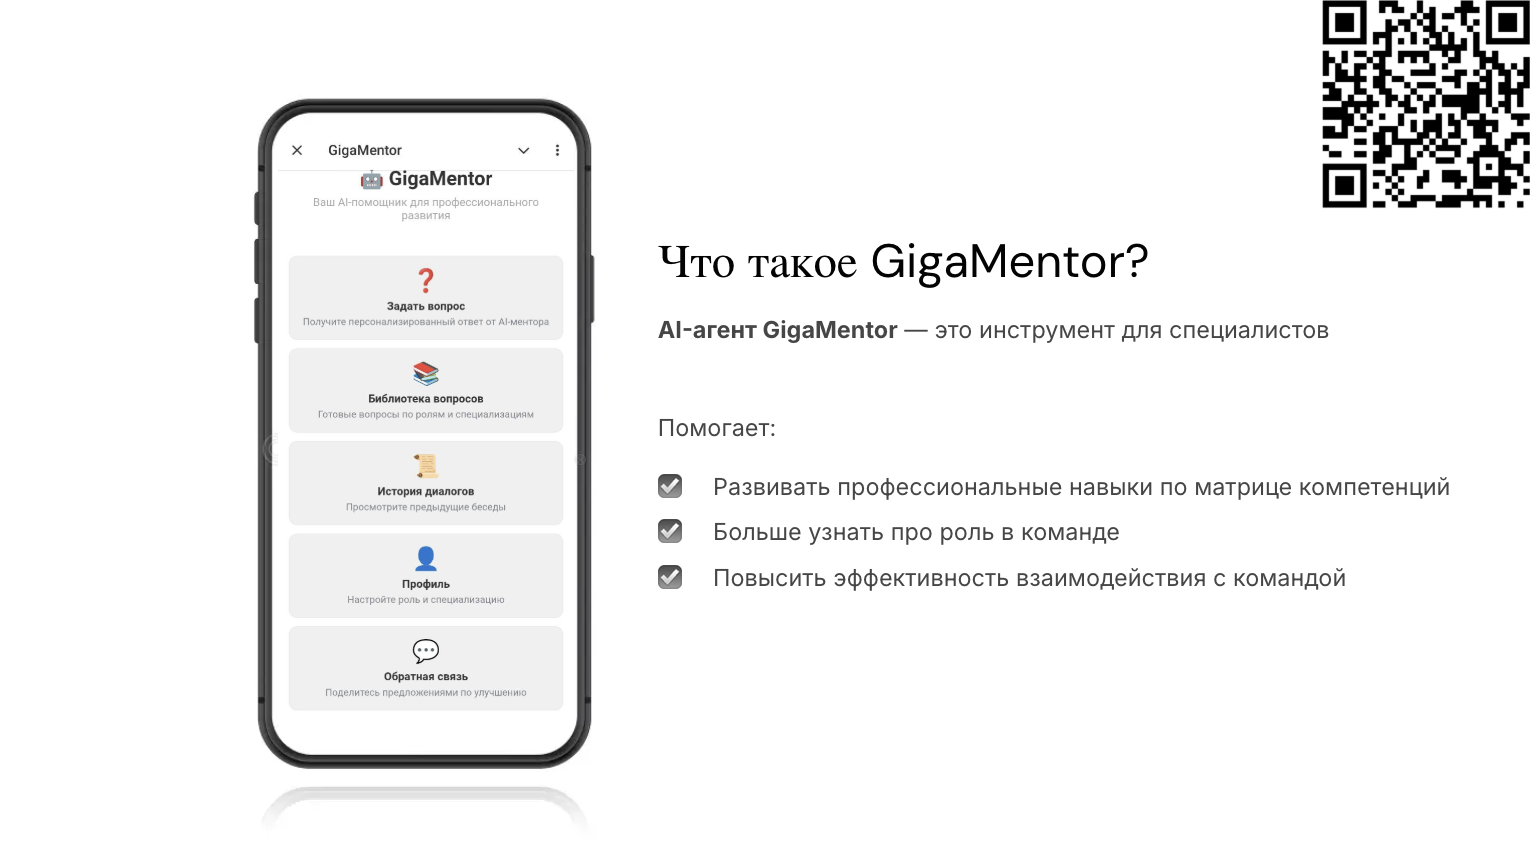 GigaMentor
🤖 GigaMentor
Ваш AI-помощник для профессионального
развития
Задать вопрос
Получите персонализированный ответ от AI-ментора
Библиотека вопросов
Готовые вопросы по ролям и специализациям
История диалогов
Просмотрите предыдущие беседы
Профиль
Настройте роль и специализацию
Обратная связь
Поделитесь предложениями по улучшению
Что такое GigaMentor?
AI-агент GigaMentor — это инструмент для специалистов
Помогает:
Развивать профессиональные навыки по матрице компетенций
Больше узнать про роль в команде
Повысить эффективность взаимодействия с командой